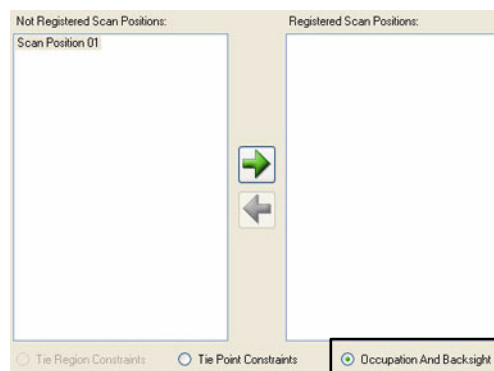 Not Registered Scan Positions: Registered Scan Positions:
Scan Position 01
Tie Region Constraints Tie Point Constraints Occupation And Backsight